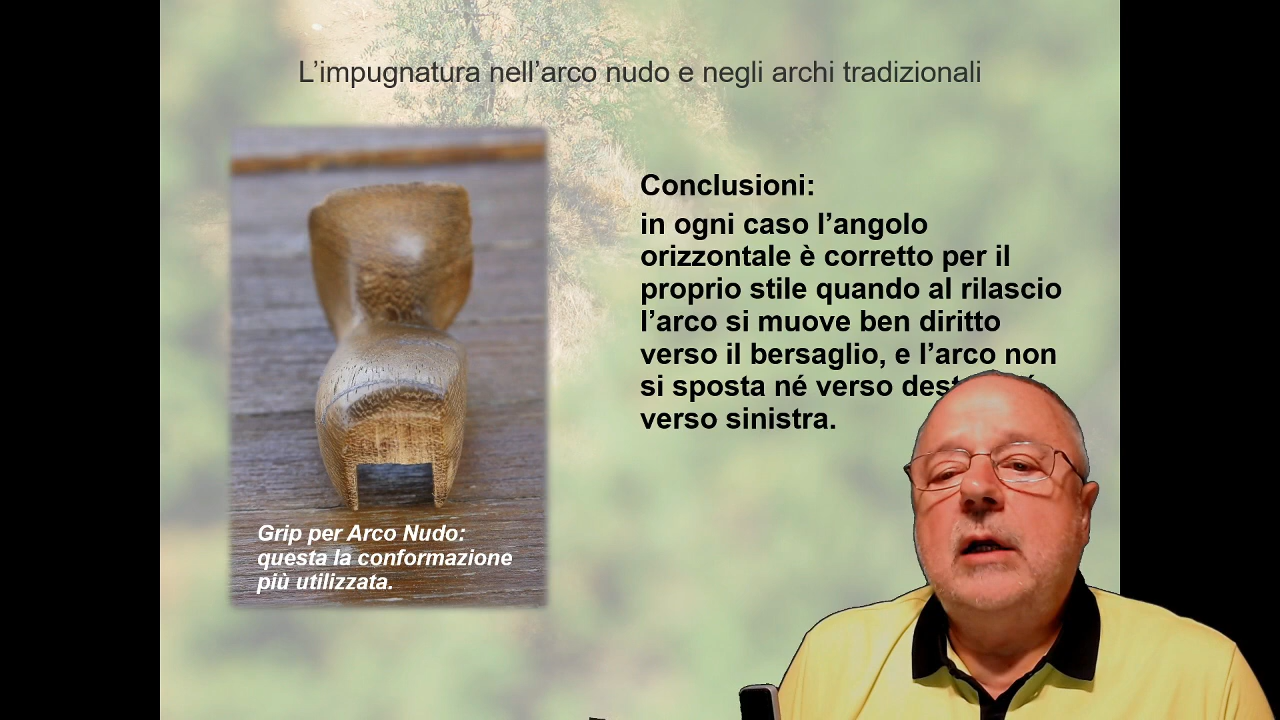 L’impugnatura nell’arco nudo e negli archi tradizionali
Conclusioni:
in ogni caso l’angolo
orizzontale è corretto per il
proprio stile quando al rilascio
l’arco si muove ben diritto
verso il bersaglio, e l’arco non
si sposta né verso
verso sinistra.
Grip per Arco Nudo:
questa la conformazione
più utilizzata.